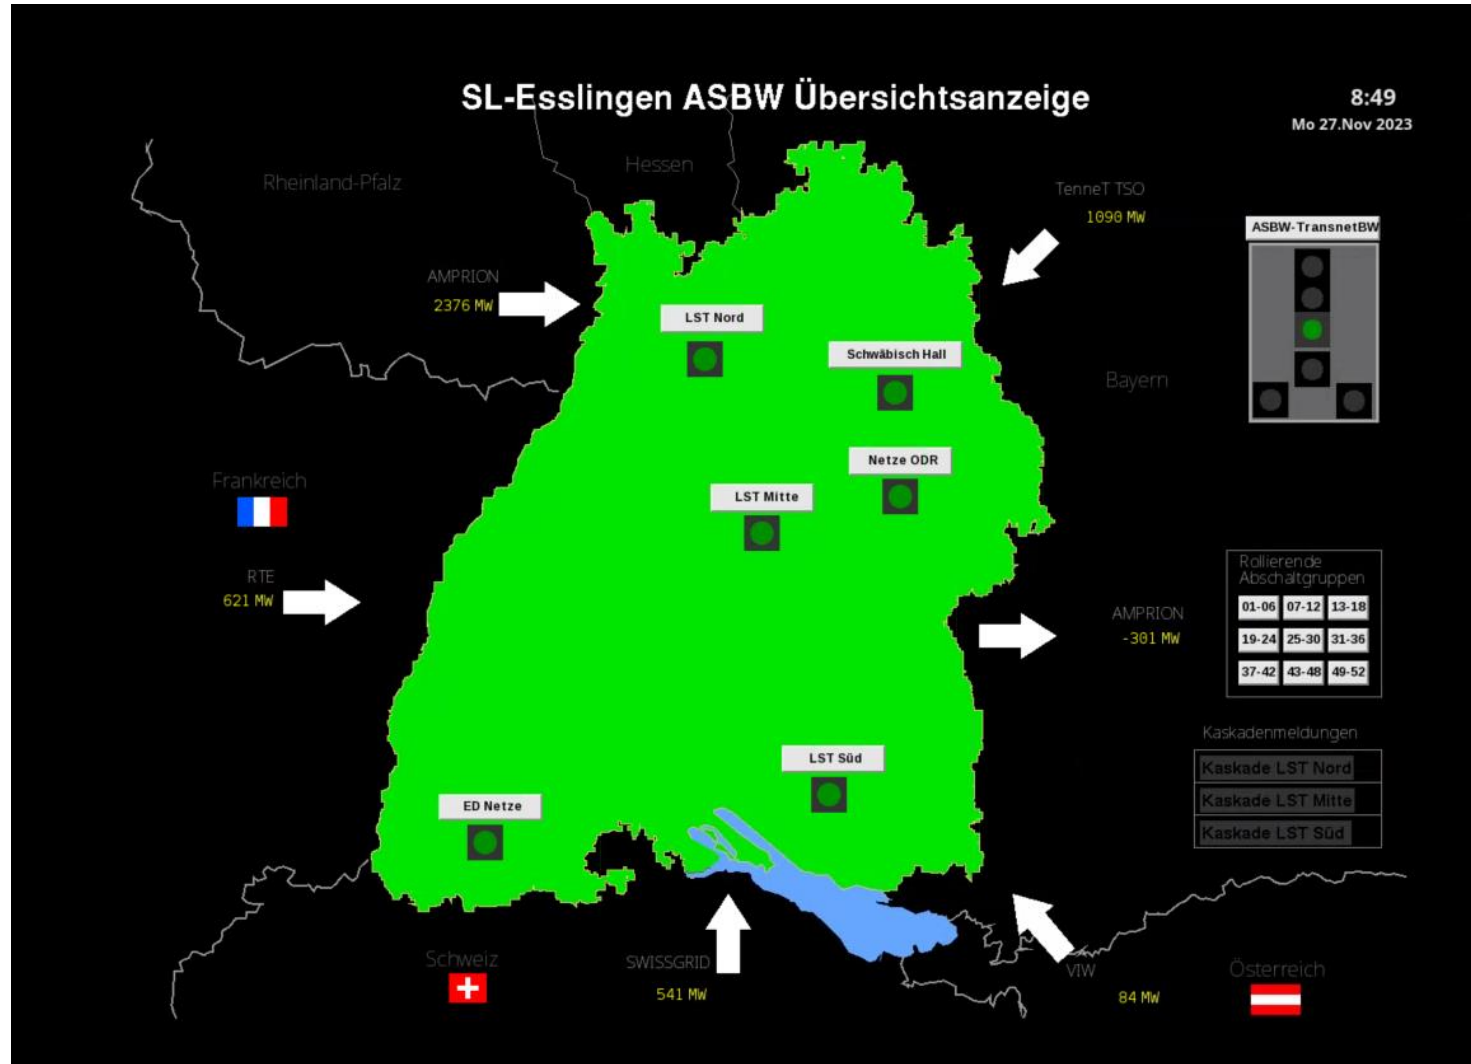 SL-Esslingen ASBW Übersichtsanzeige
8:49
Mo 27.Nov 2023
Hessen
Rheinland-Pfalz
TenneT TSO
1090 MW
ASBW-TransnetBW
AMPRION
2376 MW
LST Nord
Schwäbisch Hall
Bayern
Netze ODR
Frankreich
LST Mitte
RTE
621 MW
Rollierende
Abschaltgruppen
01-06 07-12 13-18
19-24 25-30 31-36
37-42 43-48 49-52
AMPRION
-301 MW
Kaskadenmeldungen
Kaskade LST Nord
Kaskade LST Mitte
Kaskade LST Süd
LST Süd
ED Netze
Schweiz
SWISSGRID
541 MW
VIW
84 MW
Österreich